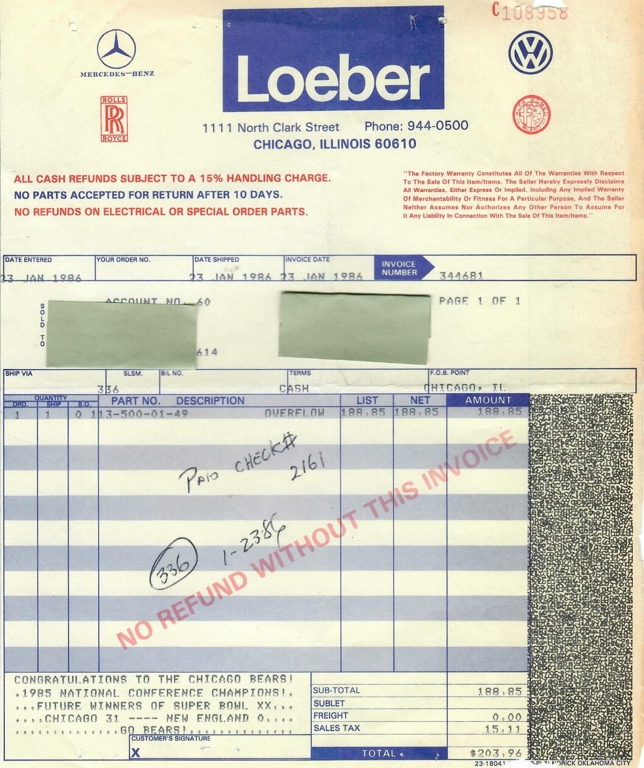 C108958
MERCEDES-BENZ
ROLLS
RR
ROYCE
Loeber
1111 North Clark Street Phone: 944-0500
CHICAGO, ILLINOIS 60610
ALL CASH REFUNDS SUBJECT TO A 15% HANDLING CHARGE.
NO PARTS ACCEPTED FOR RETURN AFTER 10 DAYS.
NO REFUNDS ON ELECTRICAL OR SPECIAL ORDER PARTS.
"The Factory Warranty Constitutes All Of The Warranties With Respect
To The Sale Of This Item/Items. The Seller Hereby Expressly Disclaims
All Warranties, Either Express Or Implied, Including Any Implied Warranty
Of Merchantability Or Fitness For A Particular Purpose, And The Seller
Neither Assumes Nor Authorizes Any Other Person To Assume For
It Any Liability In Connection With The Sale Of This Item/Items."
DATE ENTERED YOUR ORDER NO. DATE SHIPPED INVOICE DATE INVOICE NUMBER
23 JAN 1986 23 JAN 1986 23 JAN 1986 344681
SOLD TO
ACCOUNT NO. 60 PAGE 1 OF 1
614
SHIP VIA SLSM. B/L NO. TERMS F.O.B. POINT
336 CASH CHICAGO, IL
QUANTITY
ORD. SHIP B.O. PART NO. DESCRIPTION LIST NET AMOUNT
1 1 0 113-500-01-49 OVERFLOW 188.85 188.85 188.85
PAID CHECK#
2161
336 1-23-86
NO REFUND WITHOUT THIS INVOICE
CONGRATULATIONS TO THE CHICAGO BEARS!
.1985 NATIONAL CONFERENCE CHAMPIONS!.
...FUTURE WINNERS OF SUPER BOWL XX...
....CHICAGO 31 ---- NEW ENGLAND 0....
..............GO BEARS!..............
SUB-TOTAL 188.85
SUBLET
FREIGHT 0.00
SALES TAX 15.11
CUSTOMER'S SIGNATURE
X
TOTAL $203.96
23-18041
OKLAHOMA CITY